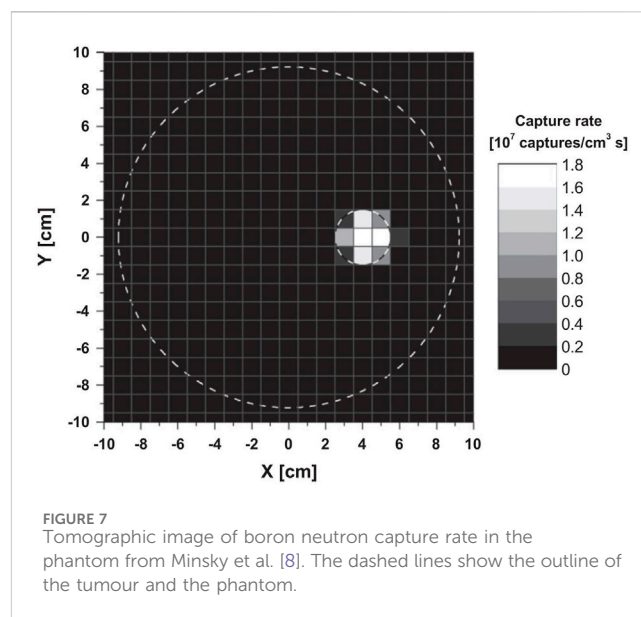 10
8
6
4
2
0
-2
-4
-6
-8
-10
Y [cm]
-10 -8 -6 -4 -2 0 2 4 6 8 10
X [cm]
Capture rate
[10⁷ captures/cm³ s]
1.8
1.6
1.4
1.2
1.0
0.8
0.6
0.4
0.2
0
FIGURE 7
Tomographic image of boron neutron capture rate in the
phantom from Minsky et al. [8]. The dashed lines show the outline of
the tumour and the phantom.